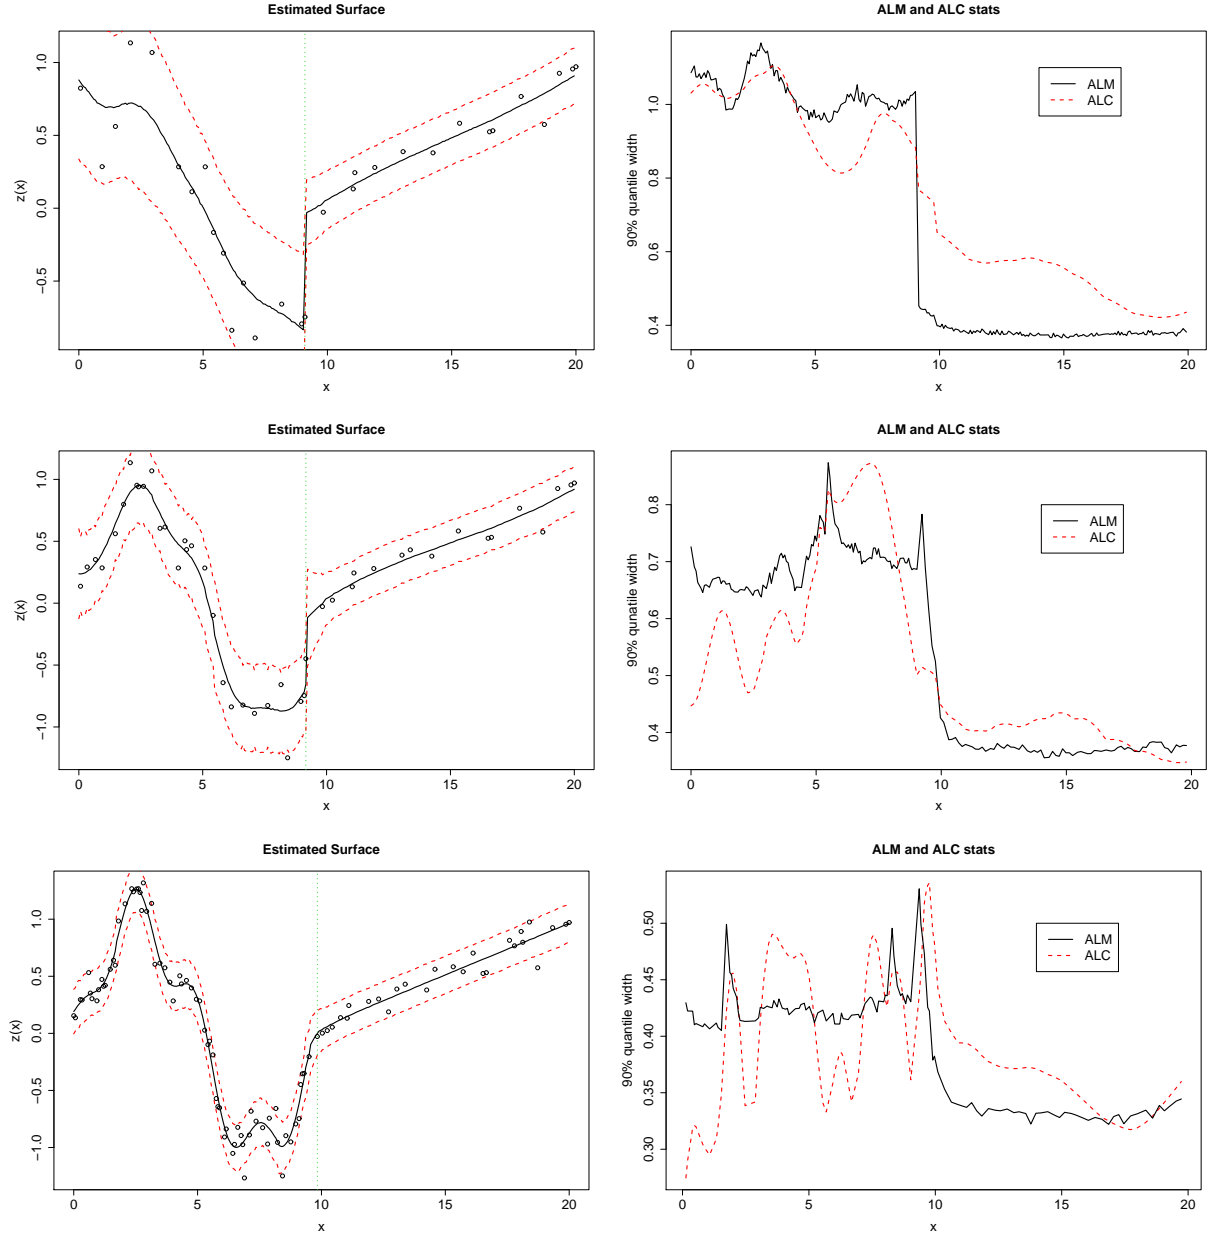 Estimated Surface
z(x)
1.0
0.5
0.0
−0.5
0 5 10 15 20
x
ALM and ALC stats
90% quantile width
1.0
0.8
0.6
0.4
ALM
ALC
0 5 10 15 20
x
Estimated Surface
z(x)
1.0
0.5
0.0
−0.5
−1.0
0 5 10 15 20
x
ALM and ALC stats
90% qunatile width
0.8
0.7
0.6
0.5
0.4
ALM
ALC
0 5 10 15 20
x
Estimated Surface
z(x)
1.0
0.5
0.0
−0.5
−1.0
0 5 10 15 20
x
ALM and ALC stats
90% quantile width
0.50
0.45
0.40
0.35
0.30
ALM
ALC
0 5 10 15 20
x